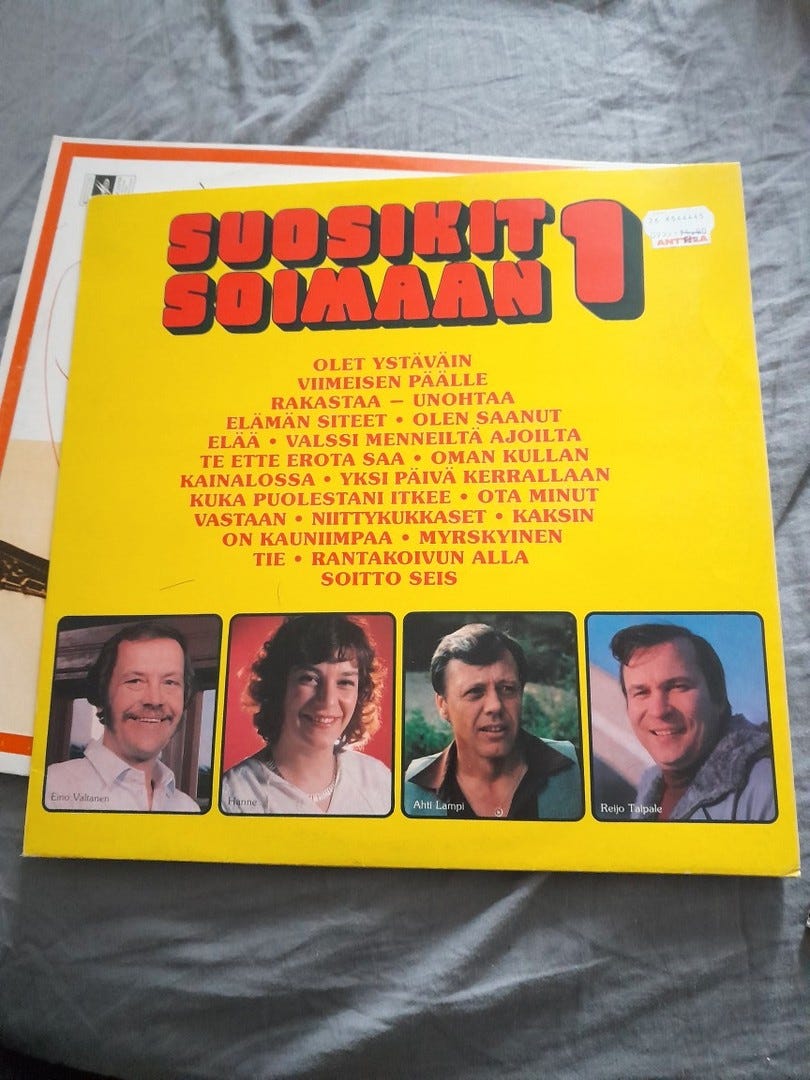 SUOSIKIT
SOIMAAN 1
ANTTILA
OLET YSTÄVÄIN
VIIMEISEN PÄÄLLE
RAKASTAA – UNOHTAA
ELÄMÄN SITEET • OLEN SAANUT
ELÄÄ • VALSSI MENNEILTÄ AJOILTA
TE ETTE EROTA SAA • OMAN KULLAN
KAINALOSSA • YKSI PÄIVÄ KERRALLAAN
KUKA PUOLESTANI ITKEE • OTA MINUT
VASTAAN • NIITTYKUKKASET • KAKSIN
ON KAUNIIMPAA • MYRSKYINEN
TIE • RANTAKOIVUN ALLA
SOITTO SEIS
Eino Valtanen
Hanne
Ahti Lampi
Reijo Taipale